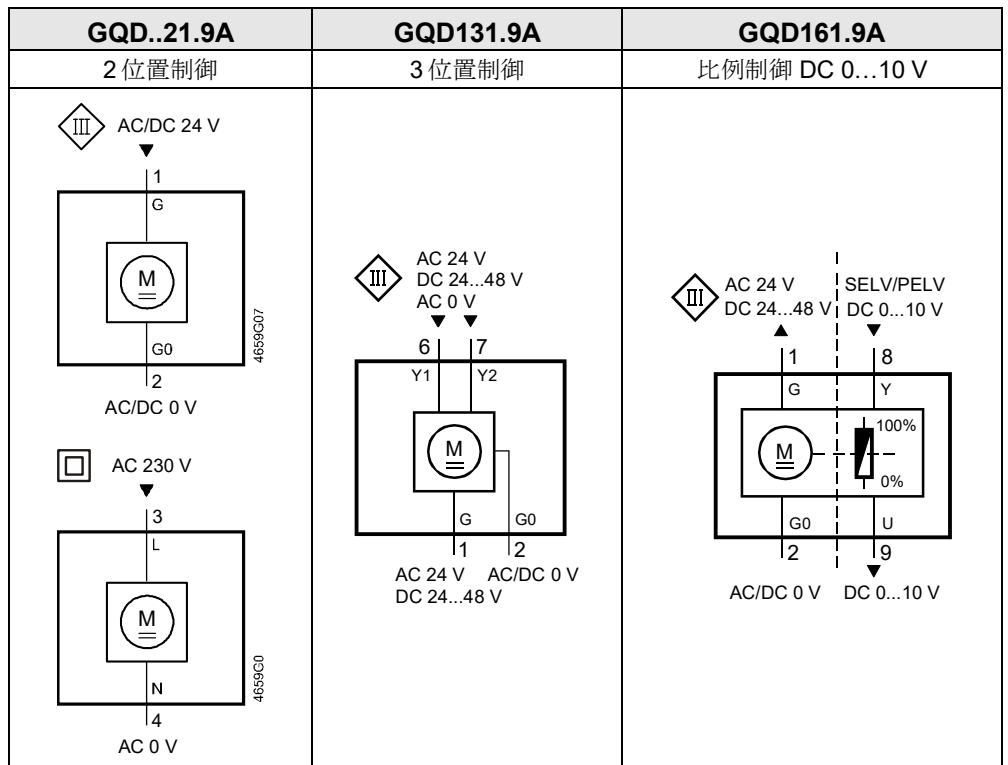 GQD..21.9A
GQD131.9A
GQD161.9A
2 位置制御
3 位置制御
比例制御 DC 0…10 V
III
AC/DC 24 V
1
G
M
G0
2
AC/DC 0 V
4659G07
AC 230 V
3
L
M
N
4
AC 0 V
4659G0
III
AC 24 V
DC 24...48 V
AC 0 V
6
7
Y1
Y2
M
G
G0
1
2
AC 24 V
AC/DC 0 V
DC 24...48 V
III
AC 24 V
DC 24...48 V
SELV/PELV
DC 0...10 V
1
8
G
Y
M
100%
0%
G0
U
2
9
AC/DC 0 V
DC 0...10 V